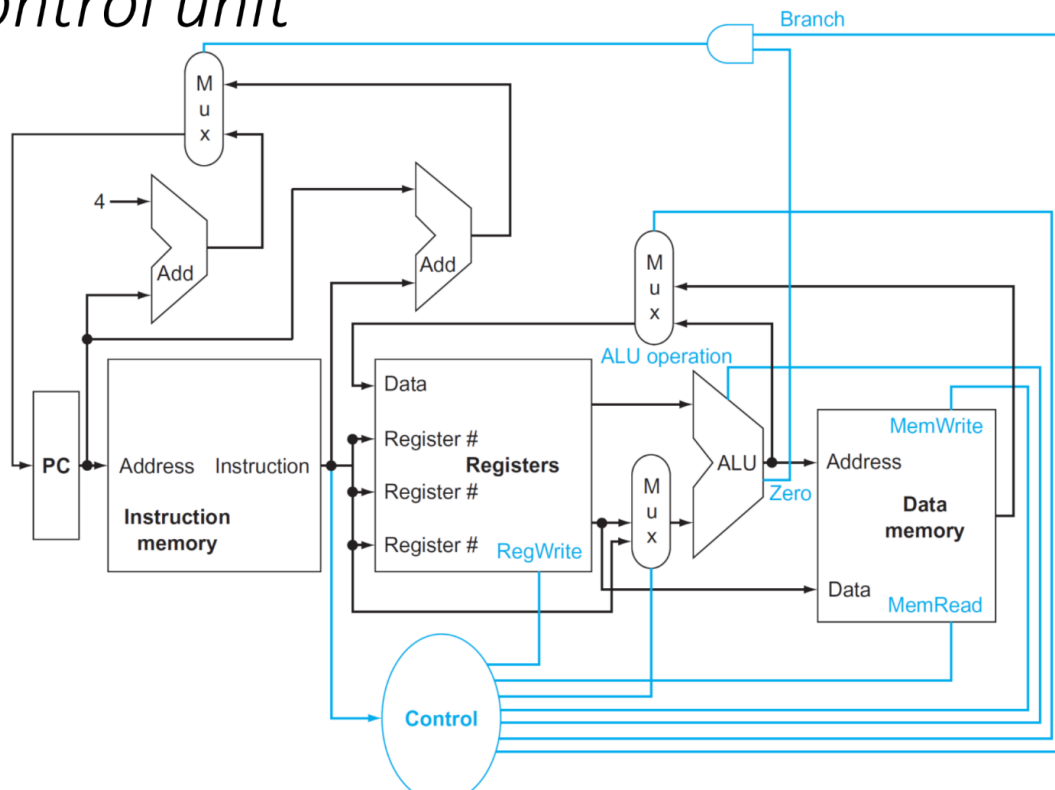 ontrol unit
Branch
M
u
x
4
Add
Add
M
u
x
ALU operation
Data
Register #
Registers
Register #
Register #
RegWrite
PC
Address
Instruction
Instruction
memory
M
u
x
ALU
Zero
MemWrite
Address
Data
memory
Data
MemRead
Control